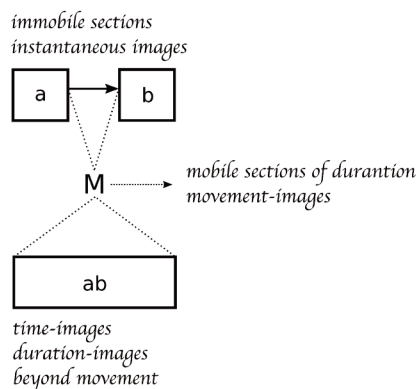 immobile sections
instantaneous images
a
b
M
mobile sections of durantion
movement-images
ab
time-images
duration-images
beyond movement